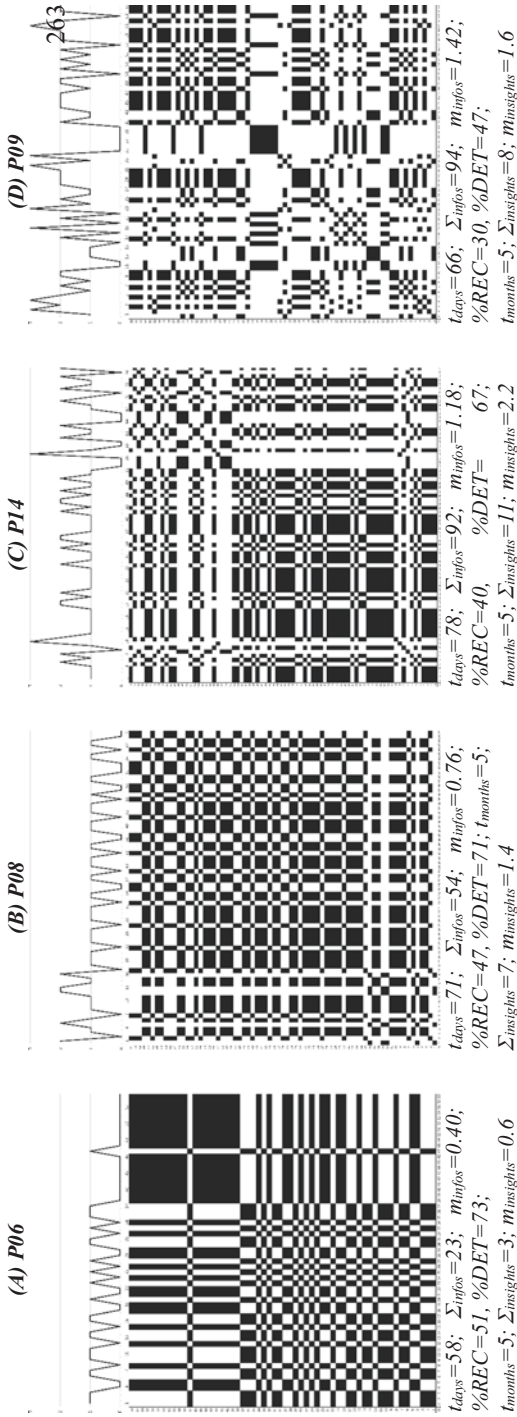 263
(A) P06
t_days=58; Σ_infos=23; m_infos=0.40;
%REC=51, %DET=73;
t_months=5; Σ_insights=3; m_insights=0.6
(B) P08
t_days=71; Σ_infos=54; m_infos=0.76;
%REC=47, %DET=71; t_months=5;
Σ_insights=7; m_insights=1.4
(C) P14
t_days=78; Σ_infos=92; m_infos=1.18;
%REC=40, %DET= 67;
t_months=5; Σ_insights=11; m_insights=2.2
(D) P09
t_days=66; Σ_infos=94; m_infos=1.42;
%REC=30, %DET=47;
t_months=5; Σ_insights=8; m_insights=1.6